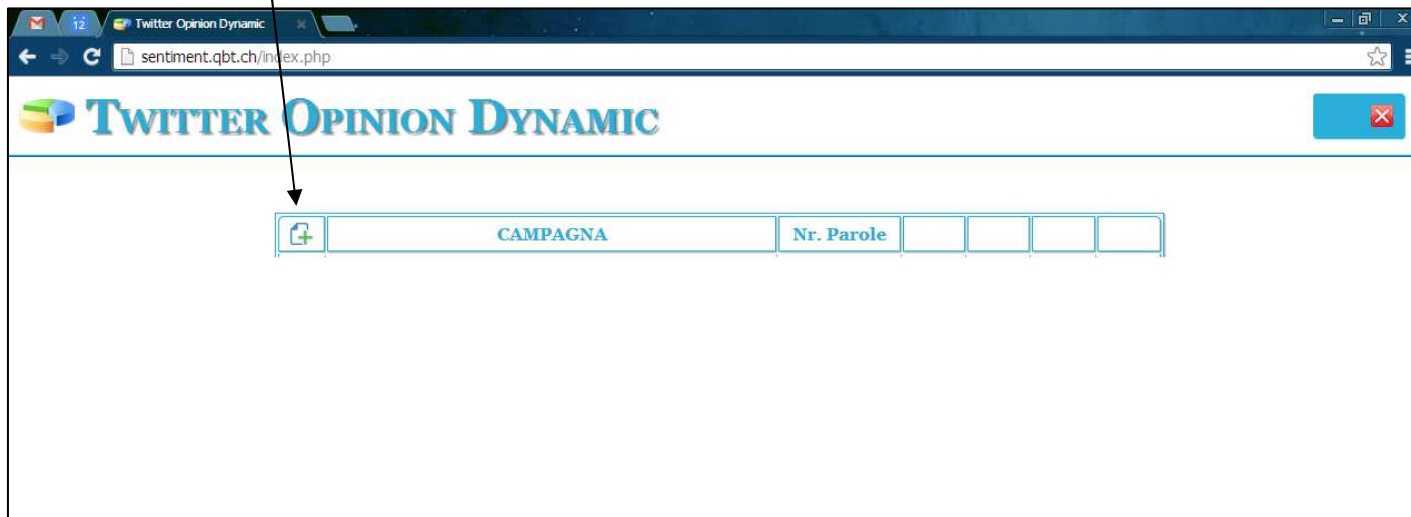 12 Twitter Opinion Dynamic
sentiment.qbt.ch/index.php
TWITTER OPINION DYNAMIC
CAMPAGNA Nr. Parole